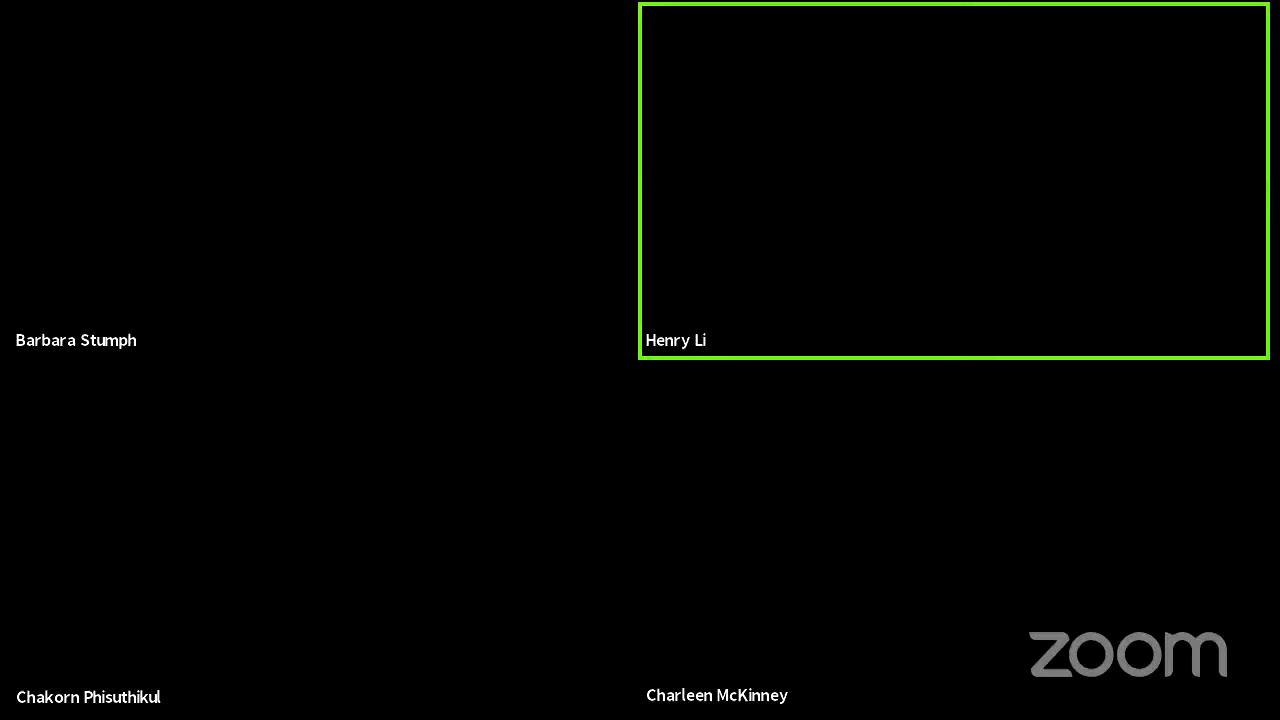 Barbara Stumph
Henry Li
Chakorn Phisuthikul
Charleen McKinney
zoom